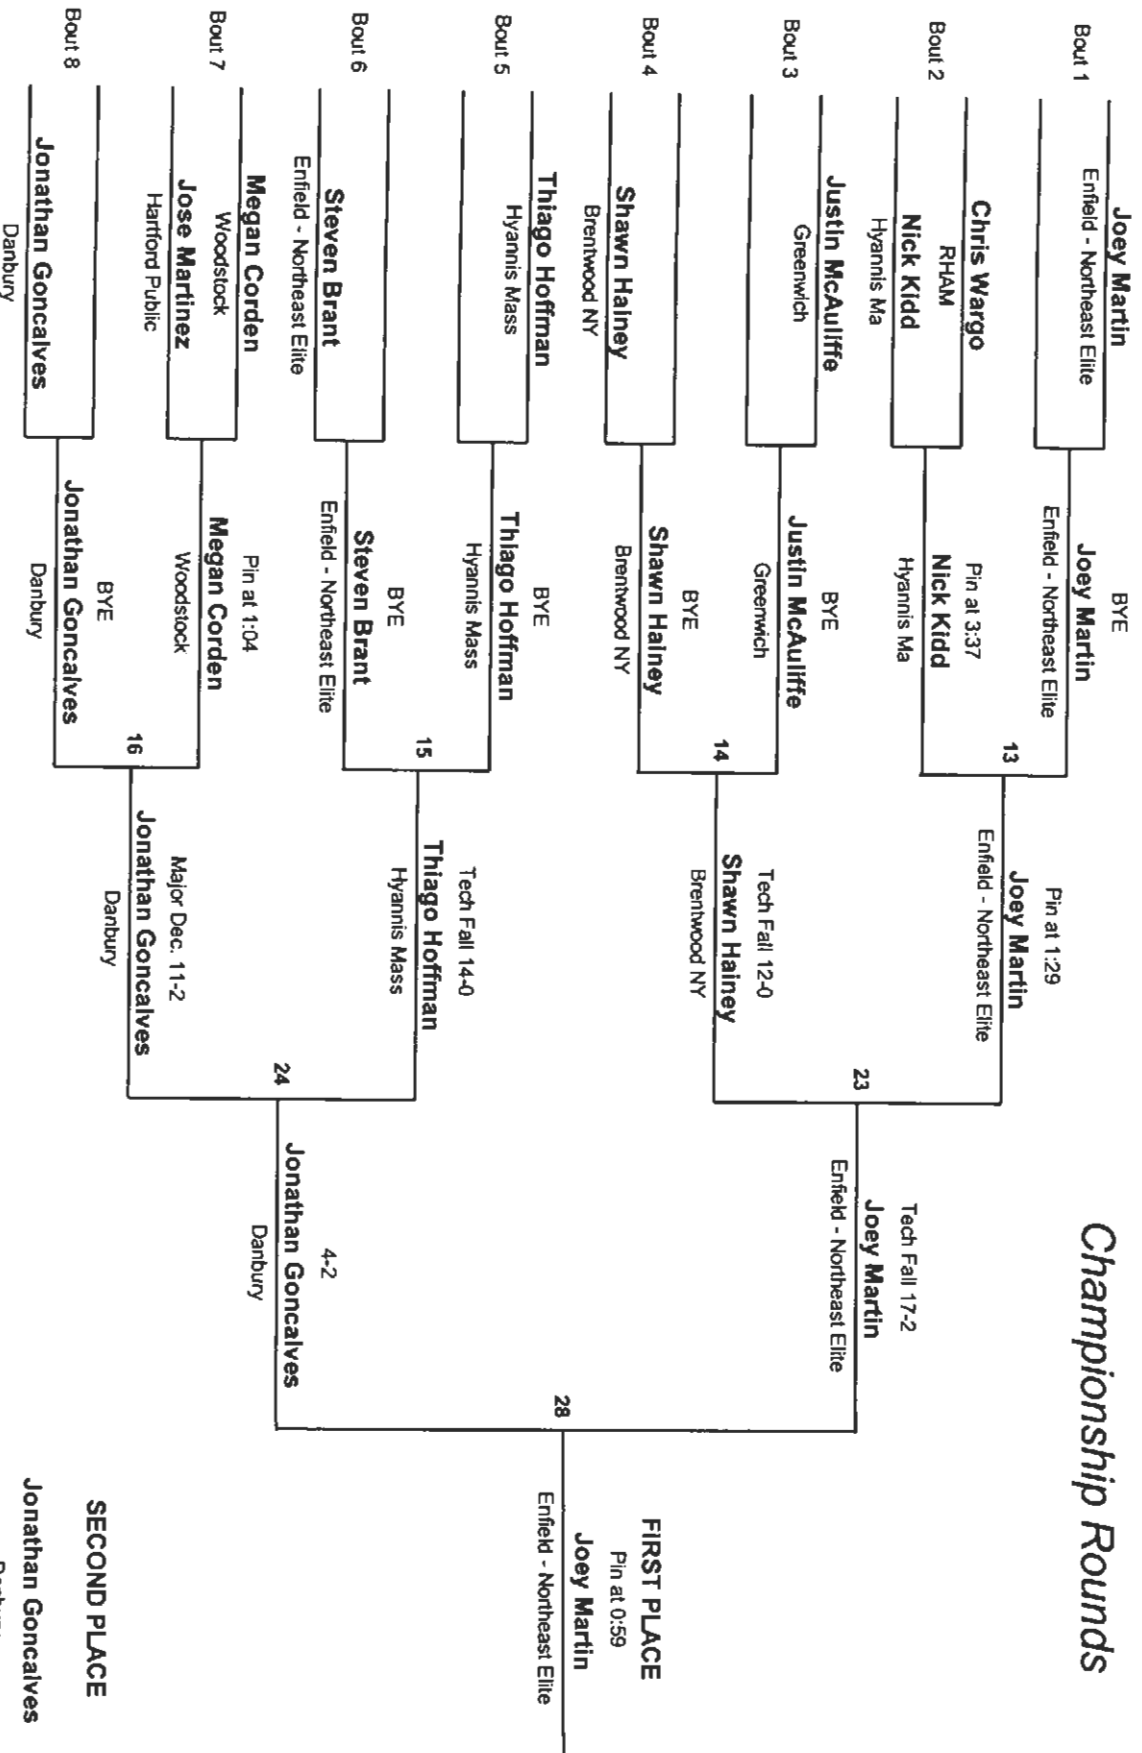 Championship Rounds
Bout 1
Joey Martin
Enfield - Northeast Elite
BYE
Joey Martin
Enfield - Northeast Elite
Bout 2
Chris Wargo
RHAM
Nick Kidd
Hyannis Ma
Pin at 3:37
Nick Kidd
Hyannis Ma
13
Pin at 1:29
Joey Martin
Enfield - Northeast Elite
Bout 3
Justin McAuliffe
Greenwich
BYE
Justin McAuliffe
Greenwich
Bout 4
Shawn Hainey
Brentwood NY
BYE
Shawn Hainey
Brentwood NY
14
Tech Fall 12-0
Shawn Hainey
Brentwood NY
23
Tech Fall 17-2
Joey Martin
Enfield - Northeast Elite
Bout 5
Thiago Hoffman
Hyannis Mass
BYE
Thiago Hoffman
Hyannis Mass
Bout 6
Steven Brant
Enfield - Northeast Elite
BYE
Steven Brant
Enfield - Northeast Elite
15
Tech Fall 14-0
Thiago Hoffman
Hyannis Mass
Bout 7
Megan Corden
Woodstock
Jose Martinez
Hartford Public
Pin at 1:04
Megan Corden
Woodstock
Bout 8
Jonathan Goncalves
Danbury
BYE
Jonathan Goncalves
Danbury
16
Major Dec. 11-2
Jonathan Goncalves
Danbury
24
4-2
Jonathan Goncalves
Danbury
28
FIRST PLACE
Pin at 0:59
Joey Martin
Enfield - Northeast Elite
SECOND PLACE
Jonathan Goncalves